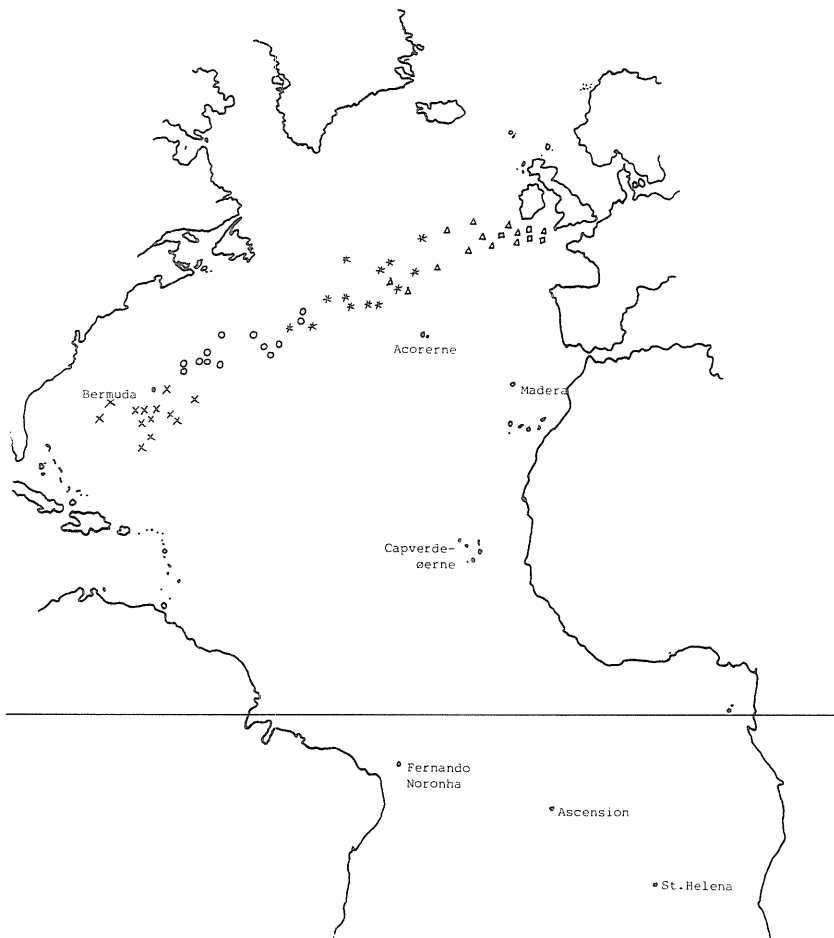 Acorerne
Bermuda
Madera
Capverde-
øerne
Fernando
Noronha
Ascension
St.Helena